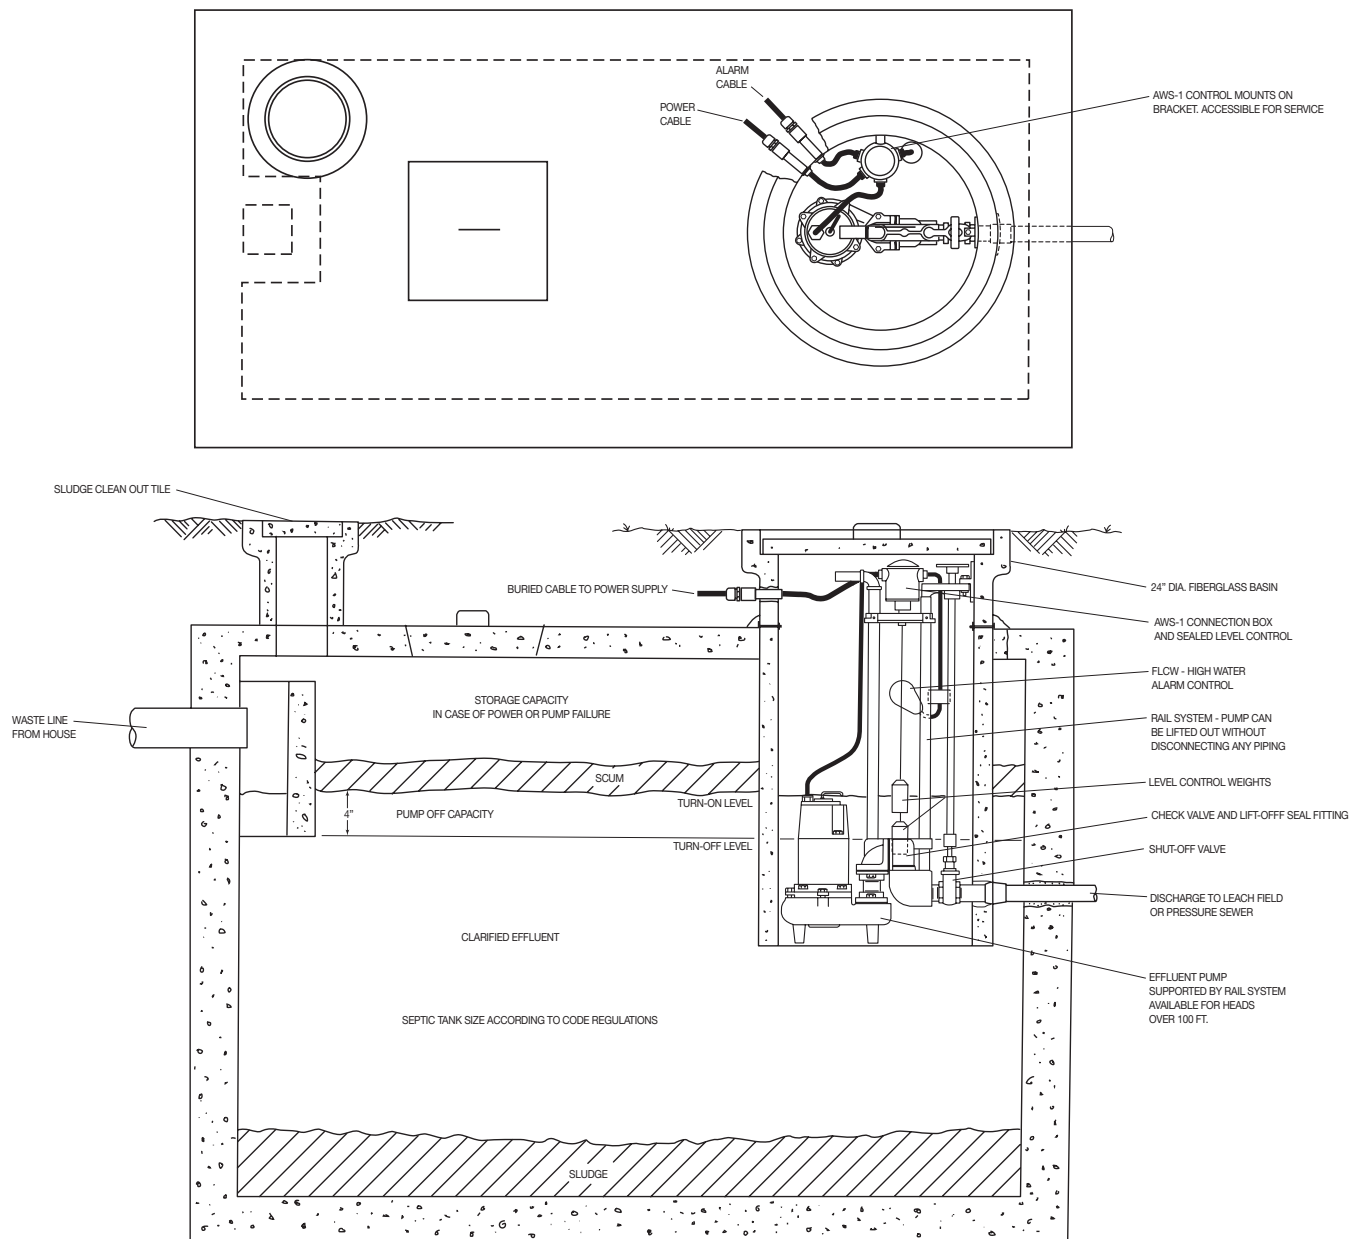 ALARM
CABLE
POWER
CABLE
AWS-1 CONTROL MOUNTS ON
BRACKET. ACCESSIBLE FOR SERVICE
SLUDGE CLEAN OUT TILE
BURIED CABLE TO POWER SUPPLY
24” DIA. FIBERGLASS BASIN
AWS-1 CONNECTION BOX
AND SEALED LEVEL CONTROL
FLCW - HIGH WATER
ALARM CONTROL
STORAGE CAPACITY
IN CASE OF POWER OR PUMP FAILURE
WASTE LINE
FROM HOUSE
RAIL SYSTEM - PUMP CAN
BE LIFTED OUT WITHOUT
DISCONNECTING ANY PIPING
SCUM
LEVEL CONTROL WEIGHTS
TURN-ON LEVEL
4”
PUMP OFF CAPACITY
CHECK VALVE AND LIFT-OFFF SEAL FITTING
TURN-OFF LEVEL
SHUT-OFF VALVE
DISCHARGE TO LEACH FIELD
OR PRESSURE SEWER
CLARIFIED EFFLUENT
EFFLUENT PUMP
SUPPORTED BY RAIL SYSTEM
AVAILABLE FOR HEADS
OVER 100 FT.
SEPTIC TANK SIZE ACCORDING TO CODE REGULATIONS
SLUDGE